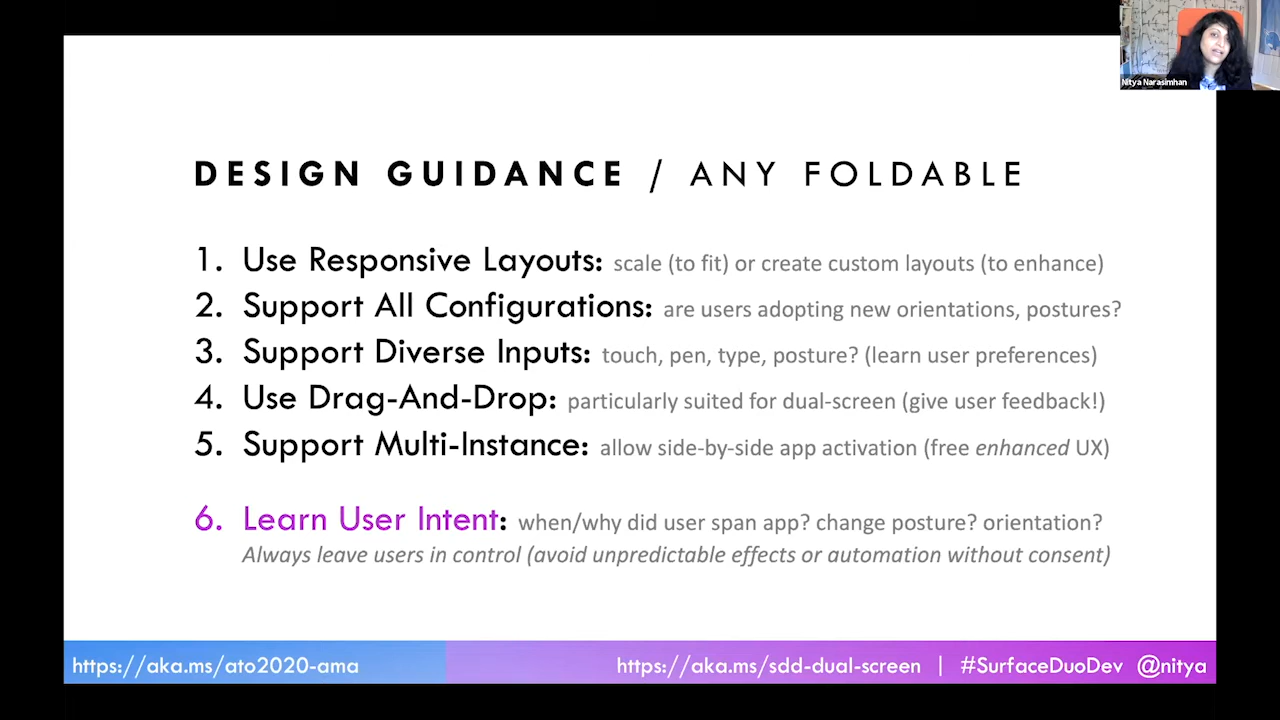 Nitya Narasimhan
DESIGN GUIDANCE / ANY FOLDABLE
1. Use Responsive Layouts: scale (to fit) or create custom layouts (to enhance)
2. Support All Configurations: are users adopting new orientations, postures?
3. Support Diverse Inputs: touch, pen, type, posture? (learn user preferences)
4. Use Drag-And-Drop: particularly suited for dual-screen (give user feedback!)
5. Support Multi-Instance: allow side-by-side app activation (free enhanced UX)
6. Learn User Intent: when/why did user span app? change posture? orientation?
Always leave users in control (avoid unpredictable effects or automation without consent)
https://aka.ms/ato2020-ama https://aka.ms/sdd-dual-screen | #SurfaceDuoDev @nitya